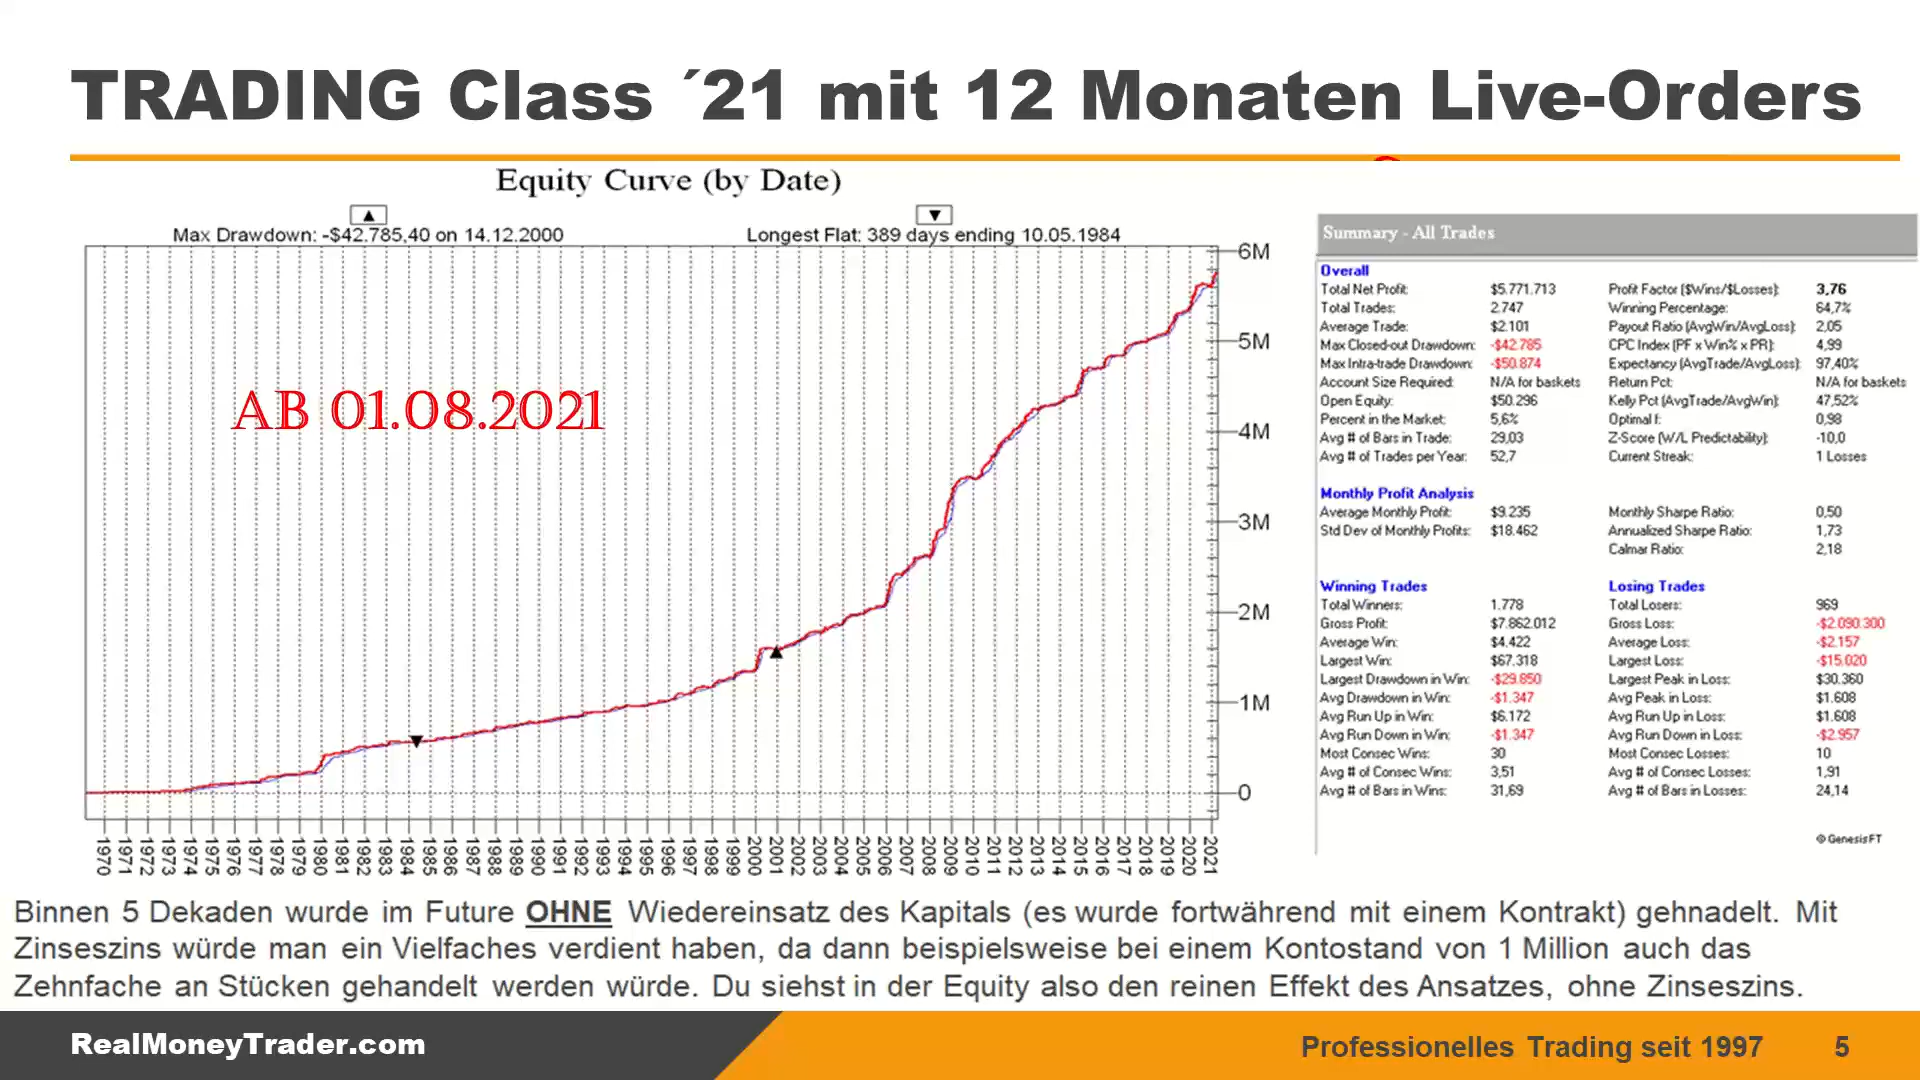 TRADING Class ´21 mit 12 Monaten Live-Orders
Equity Curve (by Date)
▲ ▼
Max Drawdown: -$42.785,40 on 14.12.2000 Longest Flat: 389 days ending 10.05.1984
6M
5M
4M
3M
2M
1M
0
AB 01.08.2021
1970 1971 1972 1973 1974 1975 1976 1977 1978 1979 1980 1981 1982 1983 1984 1985 1986 1987 1988 1989 1990 1991 1992 1993 1994 1995 1996 1997 1998 1999 2000 2001 2002 2003 2004 2005 2006 2007 2008 2009 2010 2011 2012 2013 2014 2015 2016 2017 2018 2019 2020 2021
Summary - All Trades
Overall
Total Net Profit: $5.771.713 Profit Factor ($Wins/$Losses): 3,76
Total Trades: 2.747 Winning Percentage: 64,7%
Average Trade: $2.101 Payout Ratio (AvgWin/AvgLoss): 2,05
Max Closed-out Drawdown: -$42.785 CPC Index (PF x Win% x PR): 4,99
Max Intra-trade Drawdown: -$50.874 Expectancy (AvgTrade/AvgLoss): 97,40%
Account Size Required: N/A for baskets Return Pct: N/A for baskets
Open Equity: $50.296 Kelly Pct (AvgTrade/AvgWin): 47,52%
Percent in the Market: 5,6% Optimal f: 0,98
Avg # of Bars in Trade: 29,03 Z-Score (W/L Predictability): -10,0
Avg # of Trades per Year: 52,7 Current Streak: 1 Losses
Monthly Profit Analysis
Average Monthly Profit: $9.235 Monthly Sharpe Ratio: 0,50
Std Dev of Monthly Profits: $18.462 Annualized Sharpe Ratio: 1,73
Calmar Ratio: 2,18
Winning Trades Losing Trades
Total Winners: 1.778 Total Losers: 969
Gross Profit: $7.862.012 Gross Loss: -$2.090.300
Average Win: $4.422 Average Loss: -$2.157
Largest Win: $67.318 Largest Loss: -$15.020
Largest Drawdown in Win: -$29.850 Largest Peak in Loss: $30.360
Avg Drawdown in Win: -$1.347 Avg Peak in Loss: $1.608
Avg Run Up in Win: $6.172 Avg Run Up in Loss: $1.608
Avg Run Down in Win: -$1.347 Avg Run Down in Loss: -$2.957
Most Consec Wins: 30 Most Consec Losses: 10
Avg # of Consec Wins: 3,51 Avg # of Consec Losses: 1,91
Avg # of Bars in Wins: 31,69 Avg # of Bars in Losses: 24,14
© GenesisFT
Binnen 5 Dekaden wurde im Future OHNE Wiedereinsatz des Kapitals (es wurde fortwährend mit einem Kontrakt) gehnadelt. Mit
Zinseszins würde man ein Vielfaches verdient haben, da dann beispielsweise bei einem Kontostand von 1 Million auch das
Zehnfache an Stücken gehandelt werden würde. Du siehst in der Equity also den reinen Effekt des Ansatzes, ohne Zinseszins.
RealMoneyTrader.com Professionelles Trading seit 1997 5